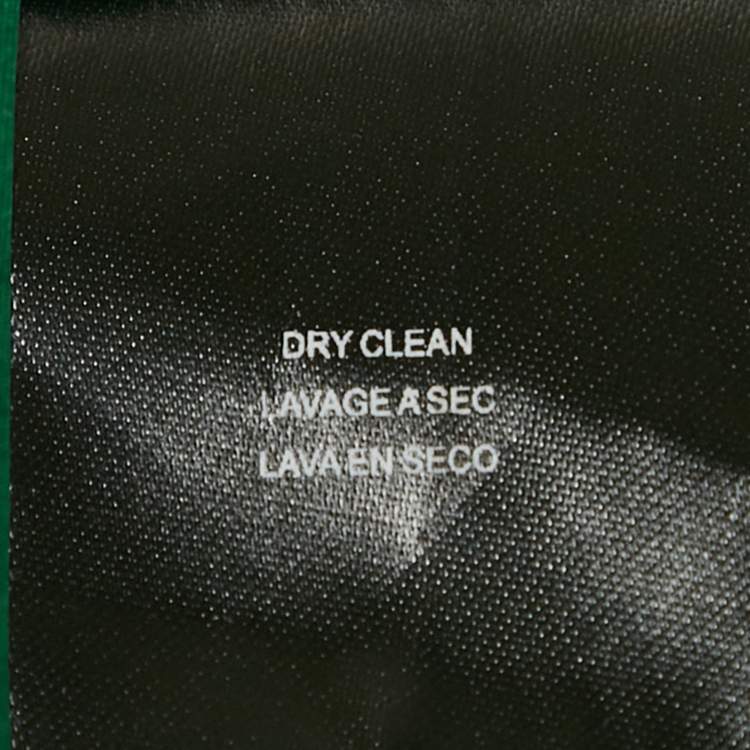 DRY CLEAN
LAVAGE A SEC
LAVA EN SECO